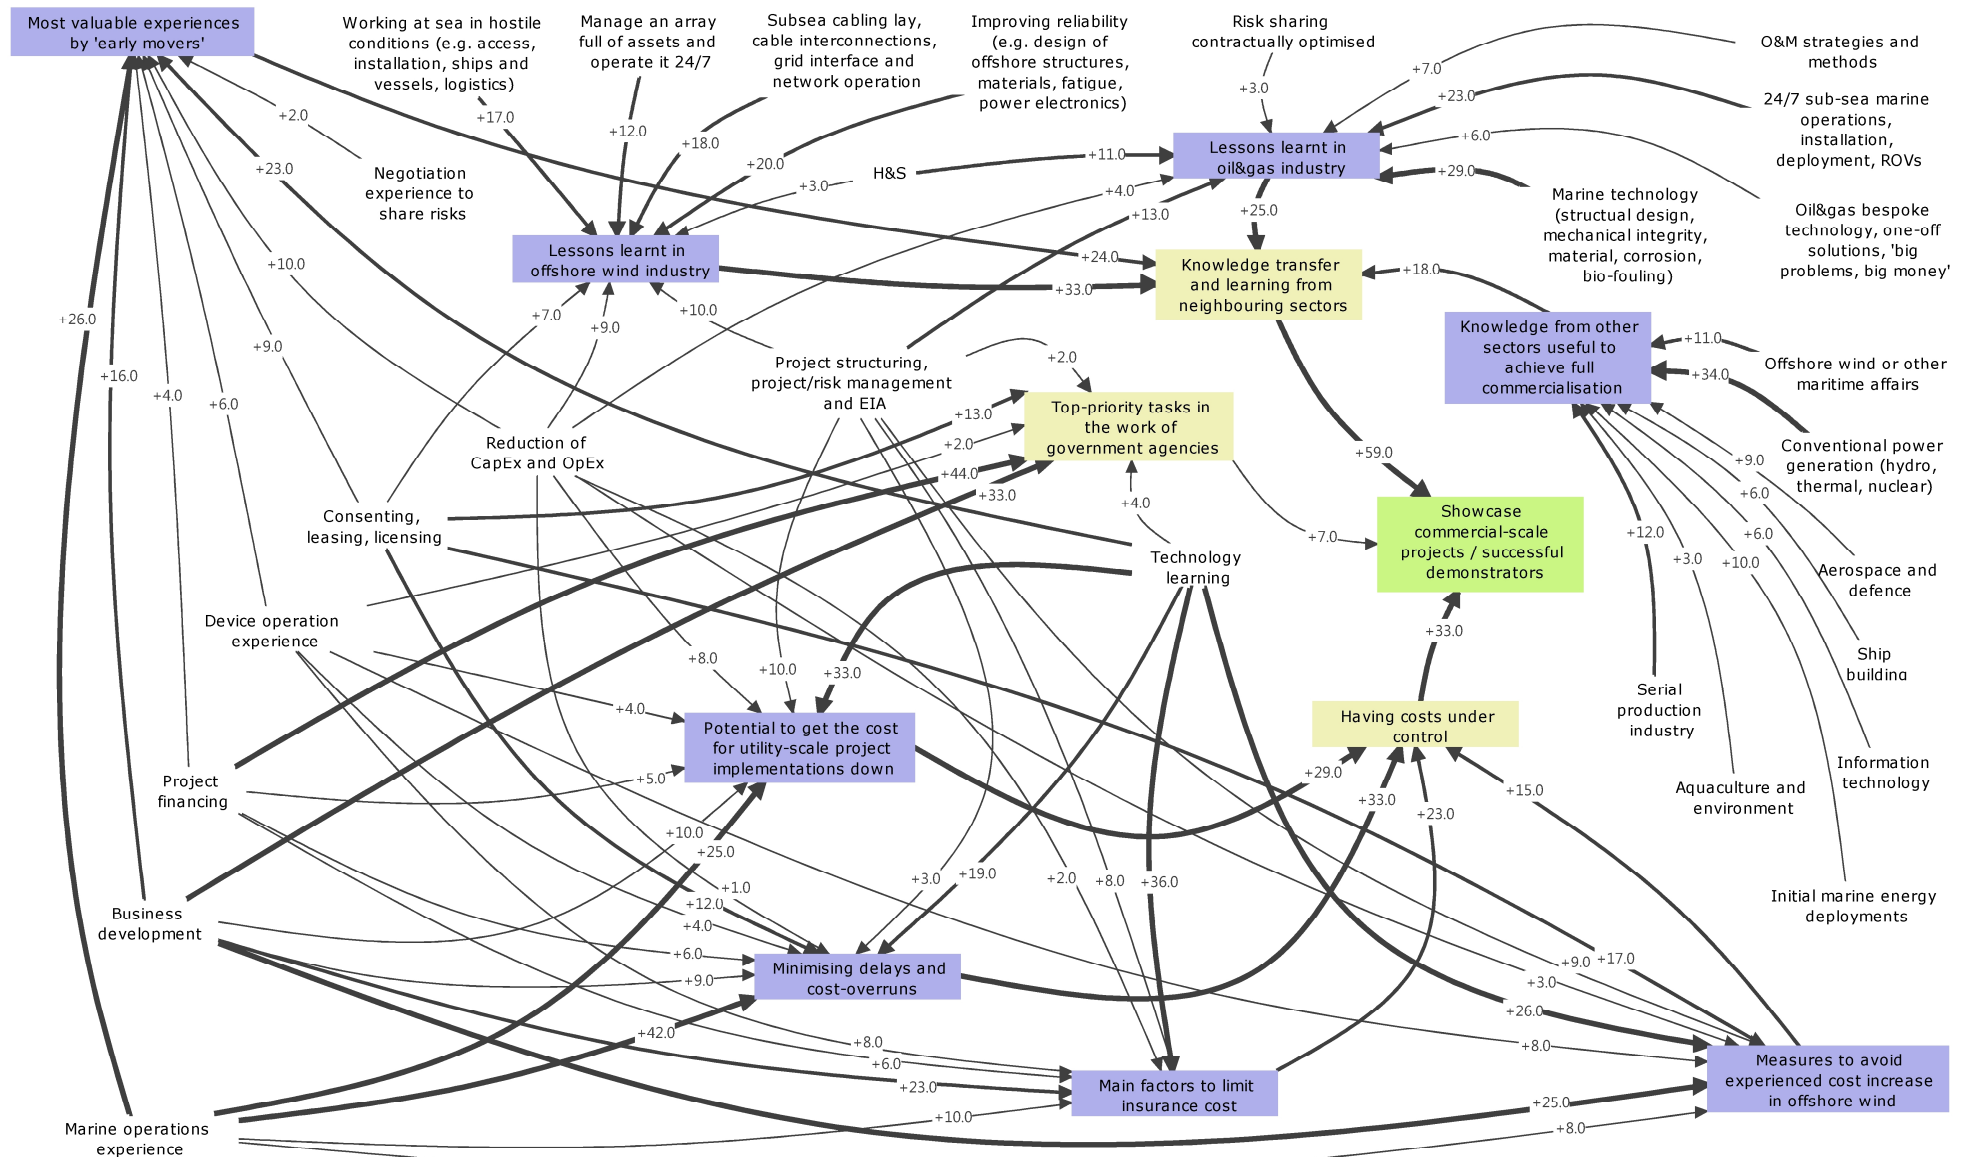 Most valuable experiences
by 'early movers'
Working at sea in hostile
conditions (e.g. access,
installation, ships and
vessels, logistics)
Manage an array
full of assets and
operate it 24/7
Subsea cabling lay,
cable interconnections,
grid interface and
network operation
Improving reliability
(e.g. design of
offshore structures,
materials, fatigue,
power electronics)
Risk sharing
contractually optimised
O&M strategies and
methods
24/7 sub-sea marine
operations,
installation,
deployment, ROVs
+7.0
+3.0
+23.0
+2.0
+17.0
+12.0
+18.0
+20.0
+6.0
Lessons learnt in
oil&gas industry
+23.0
Negotiation
experience to
share risks
H&S
+11.0
+3.0
+4.0
+13.0
+29.0
+25.0
Marine technology
(structual design,
mechanical integrity,
material, corrosion,
bio-fouling)
Oil&gas bespoke
technology, one-off
solutions, 'big
problems, big money'
Lessons learnt in
offshore wind industry
+10.0
+24.0
+33.0
Knowledge transfer
and learning from
neighbouring sectors
+18.0
+26.0
+7.0
+9.0
+10.0
+9.0
Knowledge from other
sectors useful to
achieve full
commercialisation
+11.0
Offshore wind or other
maritime affairs
+34.0
Project structuring,
project/risk management
and EIA
+2.0
+16.0
+4.0
+6.0
+13.0
+2.0
+44.0
+33.0
Top-priority tasks in
the work of
government agencies
Reduction of
CapEx and OpEx
+59.0
Conventional power
generation (hydro,
thermal, nuclear)
+9.0
+6.0
+6.0
+10.0
+3.0
+12.0
Consenting,
leasing, licensing
+4.0
+7.0
Showcase
commercial-scale
projects / successful
demonstrators
Technology
learning
Aerospace and
defence
Device operation
experience
+33.0
+8.0
+10.0
+33.0
Ship
building
Serial
production
industry
+4.0
Potential to get the cost
for utility-scale project
implementations down
Having costs under
control
Information
technology
Project
financing
+5.0
+29.0
+33.0
+23.0
+15.0
Aquaculture and
environment
+10.0
+25.0
+1.0
+12.0
+4.0
+3.0
+19.0
+2.0
+8.0
+36.0
Initial marine energy
deployments
Business
development
+6.0
+9.0
Minimising delays and
cost-overruns
+9.0
+17.0
+3.0
+26.0
+42.0
+8.0
+6.0
+23.0
+10.0
+8.0
Main factors to limit
insurance cost
Measures to avoid
experienced cost increase
in offshore wind
+25.0
+8.0
Marine operations
experience